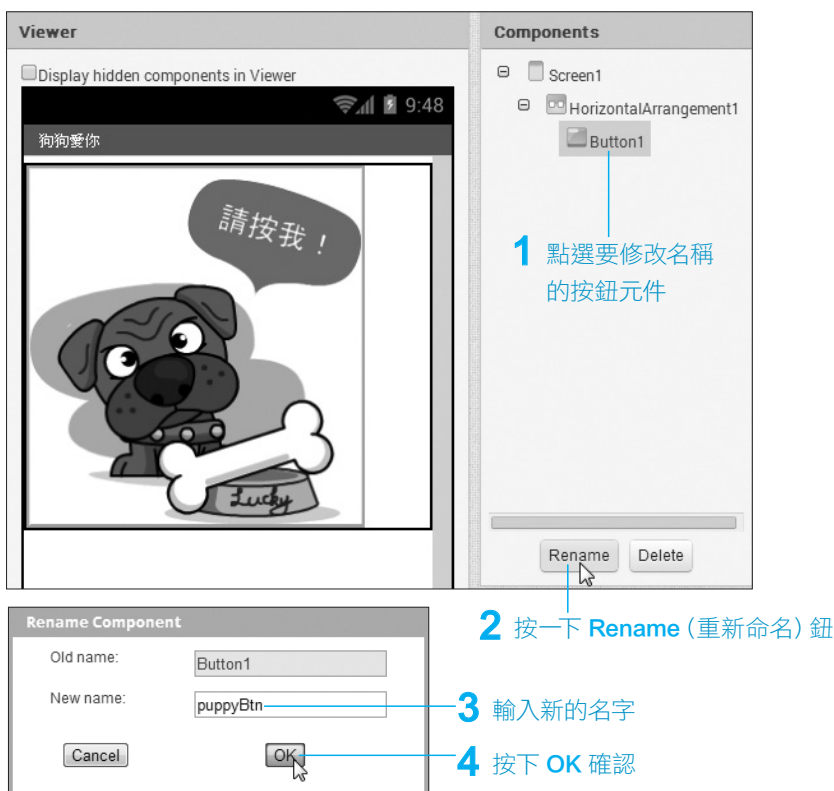 Viewer
Display hidden components in Viewer
9:48
狗狗愛你
請按我！
Lucky
Components
Screen1
HorizontalArrangement1
Button1
1 點選要修改名稱
的按鈕元件
Rename
Delete
2 按一下 Rename（重新命名）鈕
Rename Component
Old name:
Button1
New name:
puppyBtn
3 輸入新的名字
Cancel
OK
4 按下 OK 確認